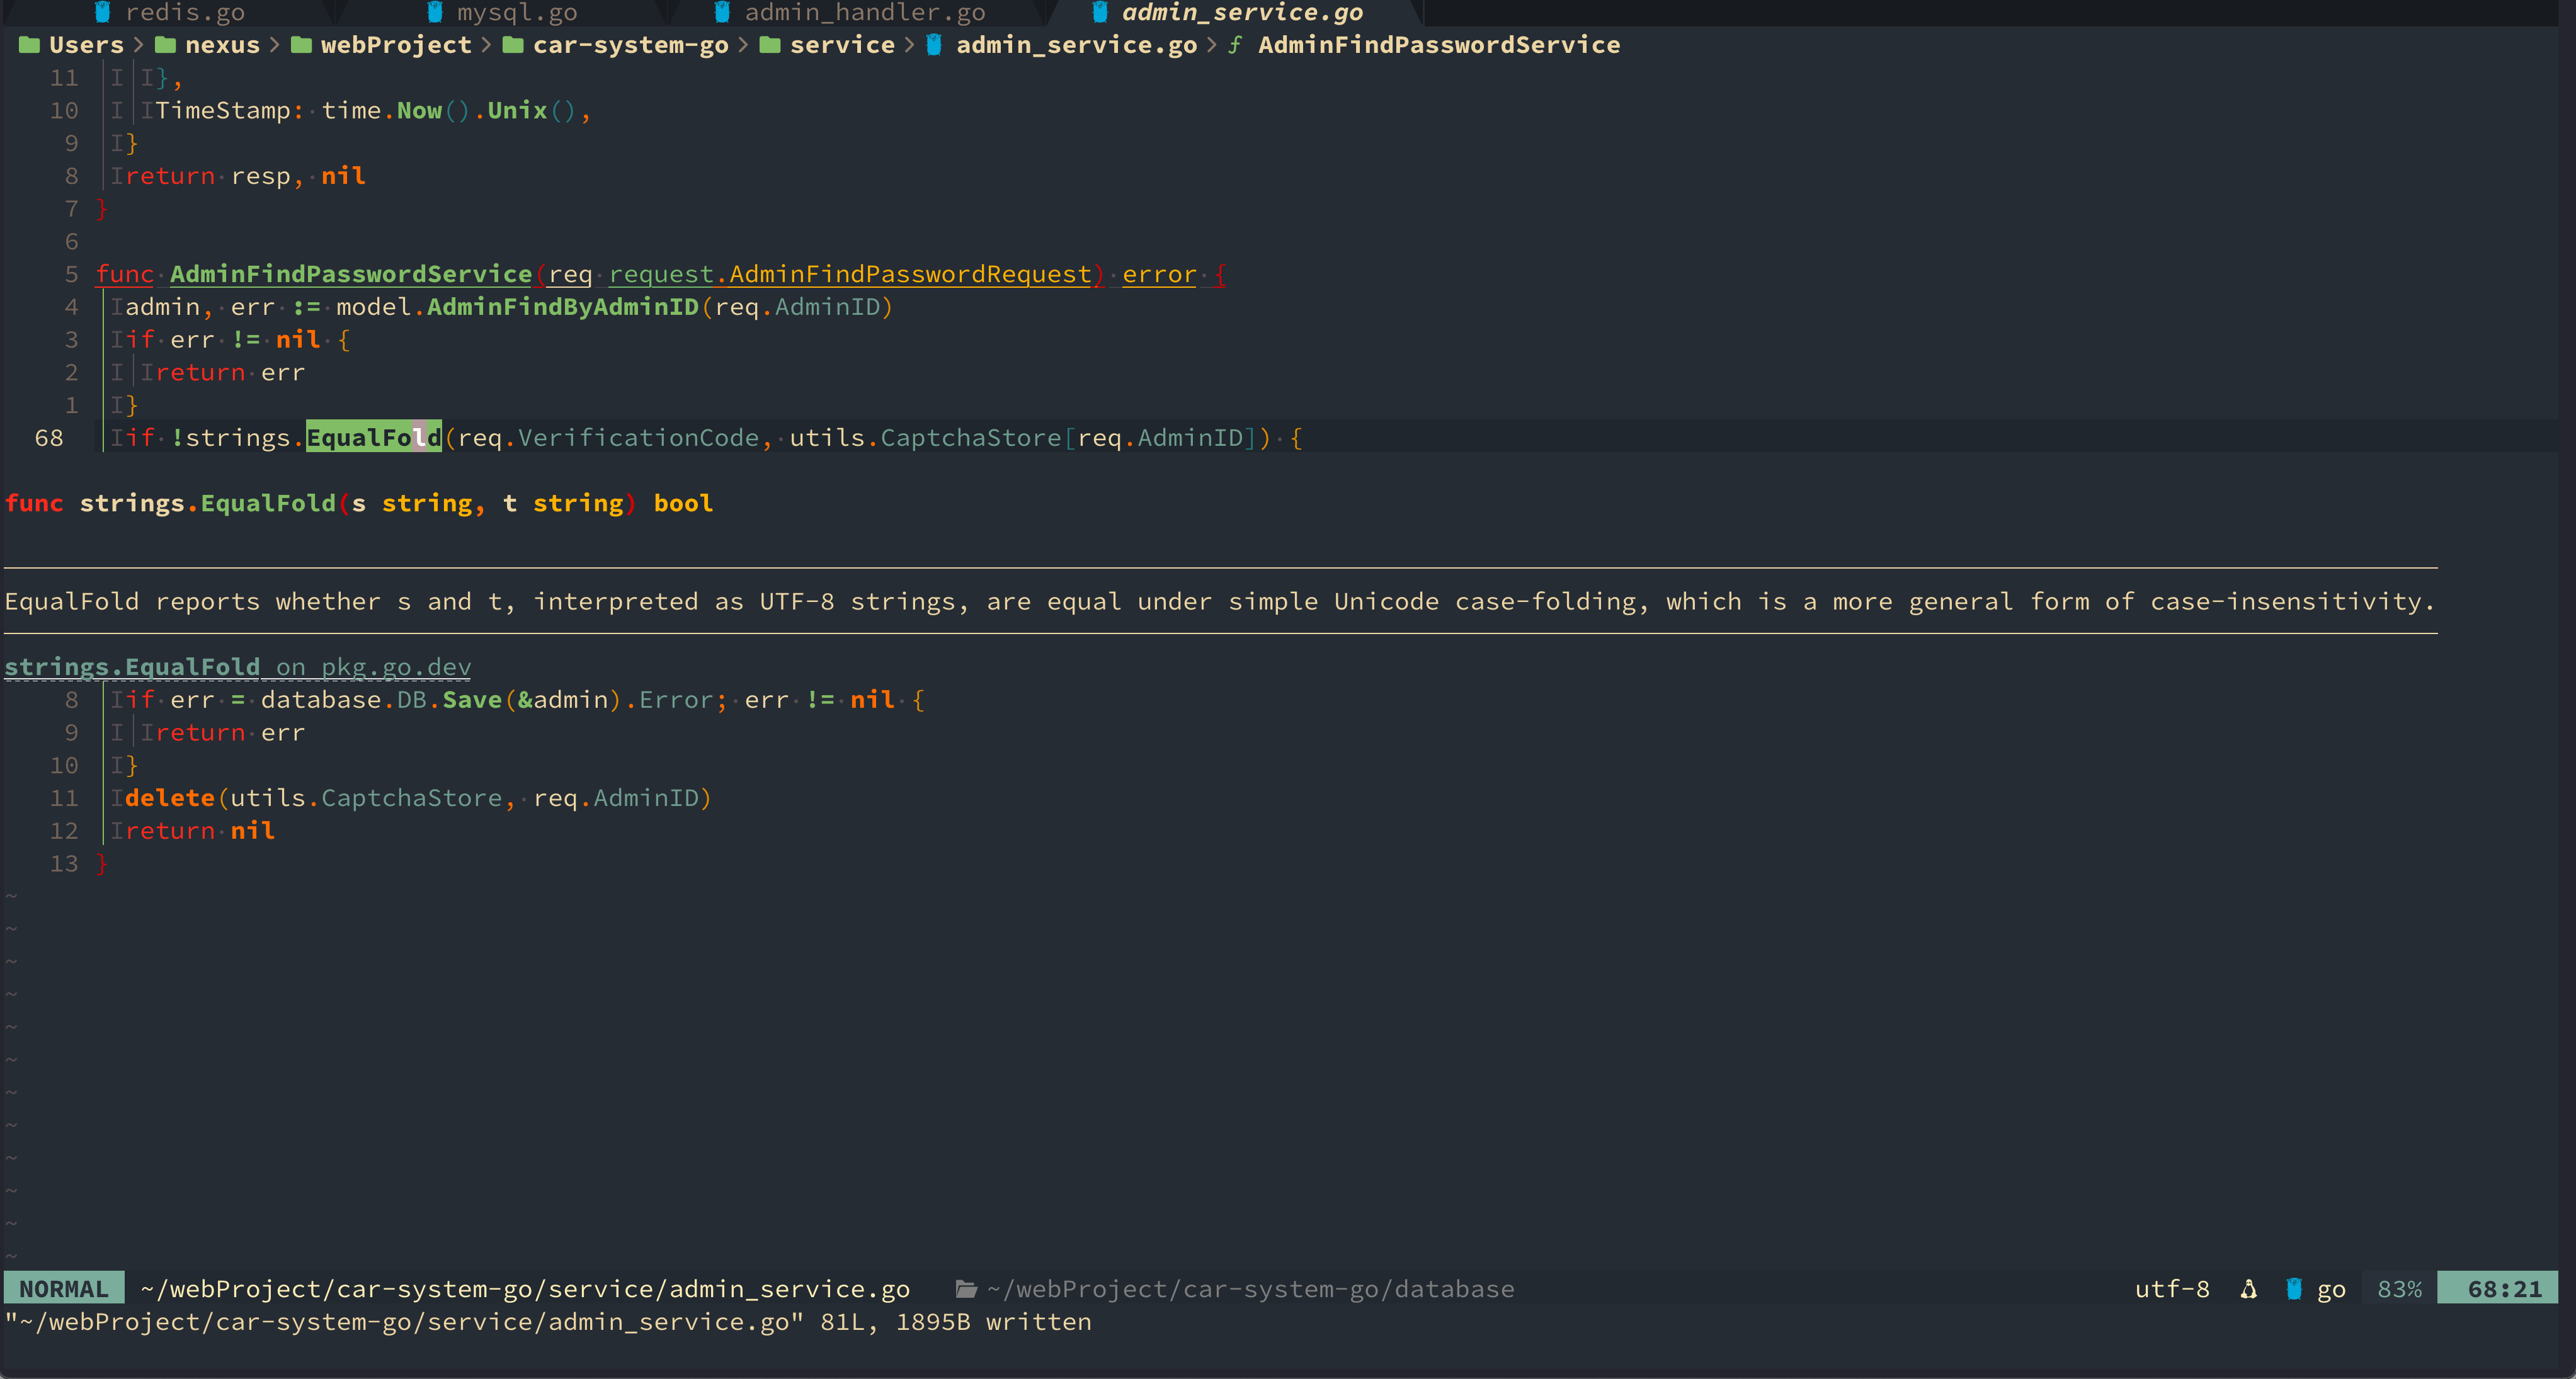 redis.go mysql.go admin_handler.go admin_service.go
Users > nexus > webProject > car-system-go > service > admin_service.go > ƒ AdminFindPasswordService
11 },
10 TimeStamp: time.Now().Unix(),
9 }
8 return resp, nil
7 }
6
5 func AdminFindPasswordService(req request.AdminFindPasswordRequest) error {
4 admin, err := model.AdminFindByAdminID(req.AdminID)
3 if err != nil {
2 return err
1 }
68 if !strings.EqualFold(req.VerificationCode, utils.CaptchaStore[req.AdminID]) {
func strings.EqualFold(s string, t string) bool
EqualFold reports whether s and t, interpreted as UTF-8 strings, are equal under simple Unicode case-folding, which is a more general form of case-insensitivity.
strings.EqualFold on pkg.go.dev
8 if err = database.DB.Save(&admin).Error; err != nil {
9 return err
10 }
11 delete(utils.CaptchaStore, req.AdminID)
12 return nil
13 }
~
~
~
~
~
~
~
~
~
~
~
~
NORMAL ~/webProject/car-system-go/service/admin_service.go ~/webProject/car-system-go/database utf-8 go 83% 68:21
"~/webProject/car-system-go/service/admin_service.go" 81L, 1895B written